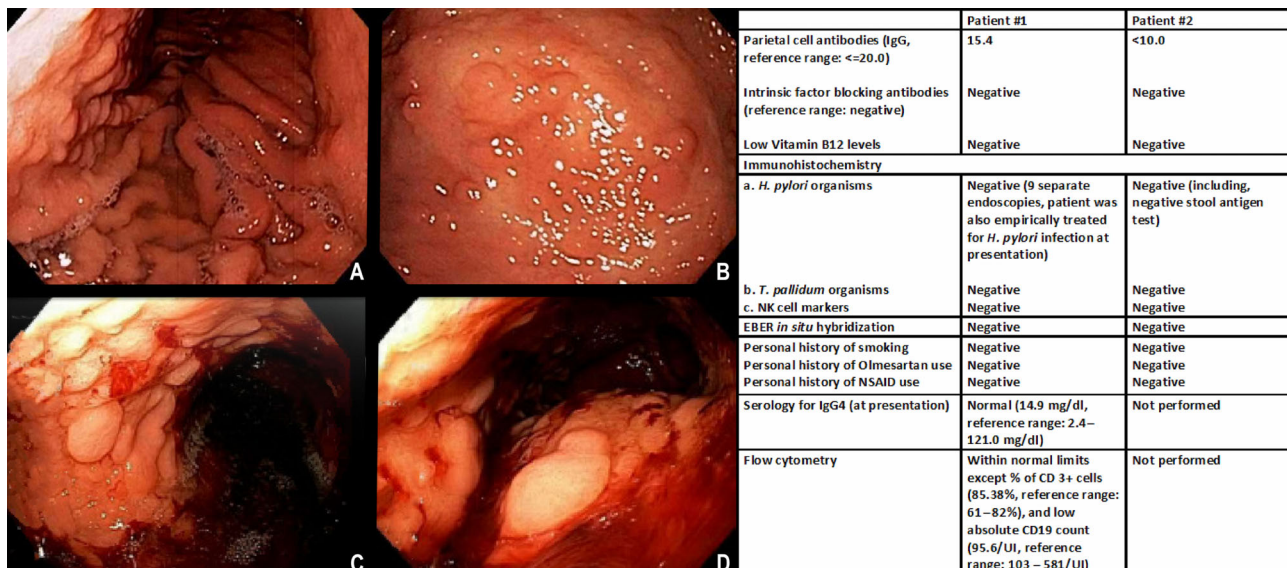 A
B
C
D
Patient #1
Patient #2
Parietal cell antibodies (IgG,
reference range: <=20.0)
15.4
<10.0
Intrinsic factor blocking antibodies
(reference range: negative)
Negative
Negative
Low Vitamin B12 levels
Negative
Negative
Immunohistochemistry
a. H. pylori organisms
Negative (9 separate
endoscopies, patient was
also empirically treated
for H. pylori infection at
presentation)
Negative (including,
negative stool antigen
test)
b. T. pallidum organisms
Negative
Negative
c. NK cell markers
Negative
Negative
EBER in situ hybridization
Negative
Negative
Personal history of smoking
Negative
Negative
Personal history of Olmesartan use
Negative
Negative
Personal history of NSAID use
Negative
Negative
Serology for IgG4 (at presentation)
Normal (14.9 mg/dl,
reference range: 2.4–
121.0 mg/dl)
Not performed
Flow cytometry
Within normal limits
except % of CD 3+ cells
(85.38%, reference range:
61–82%), and low
absolute CD19 count
(95.6/UI, reference
range: 103 – 581/UI)
Not performed